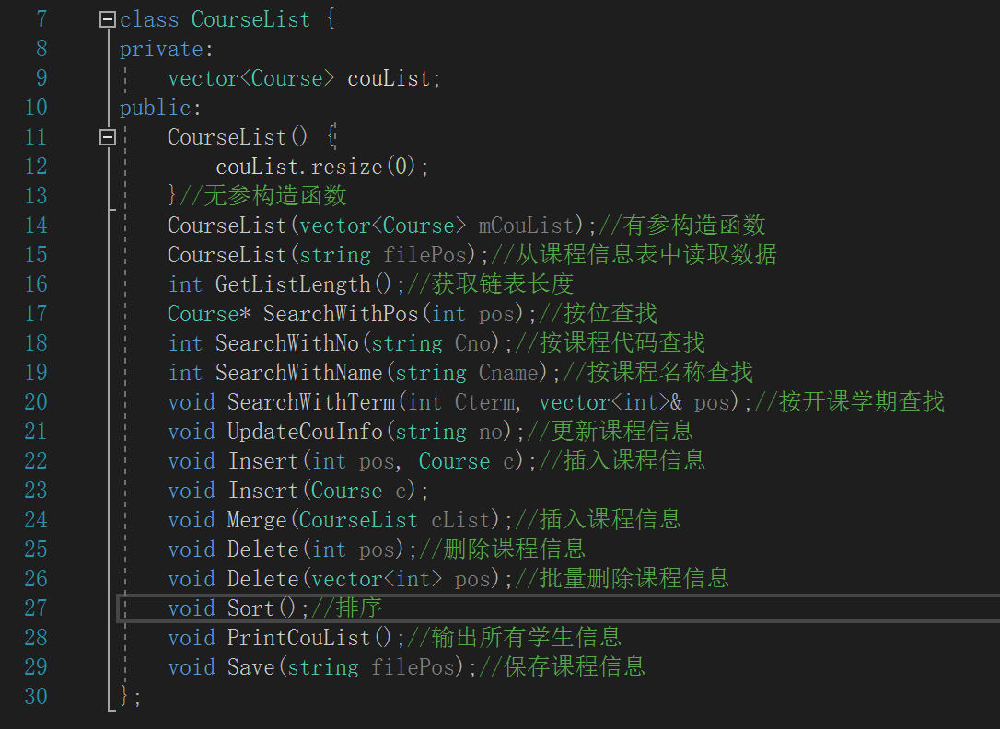 7 class CourseList {
8 private:
9 vector<Course> couList;
10 public:
11 CourseList() {
12 couList.resize(0);
13 }//无参构造函数
14 CourseList(vector<Course> mCouList);//有参构造函数
15 CourseList(string filePos);//从课程信息表中读取数据
16 int GetListLength();//获取链表长度
17 Course* SearchWithPos(int pos);//按位查找
18 int SearchWithNo(string Cno);//按课程代码查找
19 int SearchWithName(string Cname);//按课程名称查找
20 void SearchWithTerm(int Cterm, vector<int>& pos);//按开课学期查找
21 void UpdateCouInfo(string no);//更新课程信息
22 void Insert(int pos, Course c);//插入课程信息
23 void Insert(Course c);
24 void Merge(CourseList cList);//插入课程信息
25 void Delete(int pos);//删除课程信息
26 void Delete(vector<int> pos);//批量删除课程信息
27 void Sort();//排序
28 void PrintCouList();//输出所有学生信息
29 void Save(string filePos);//保存课程信息
30 };